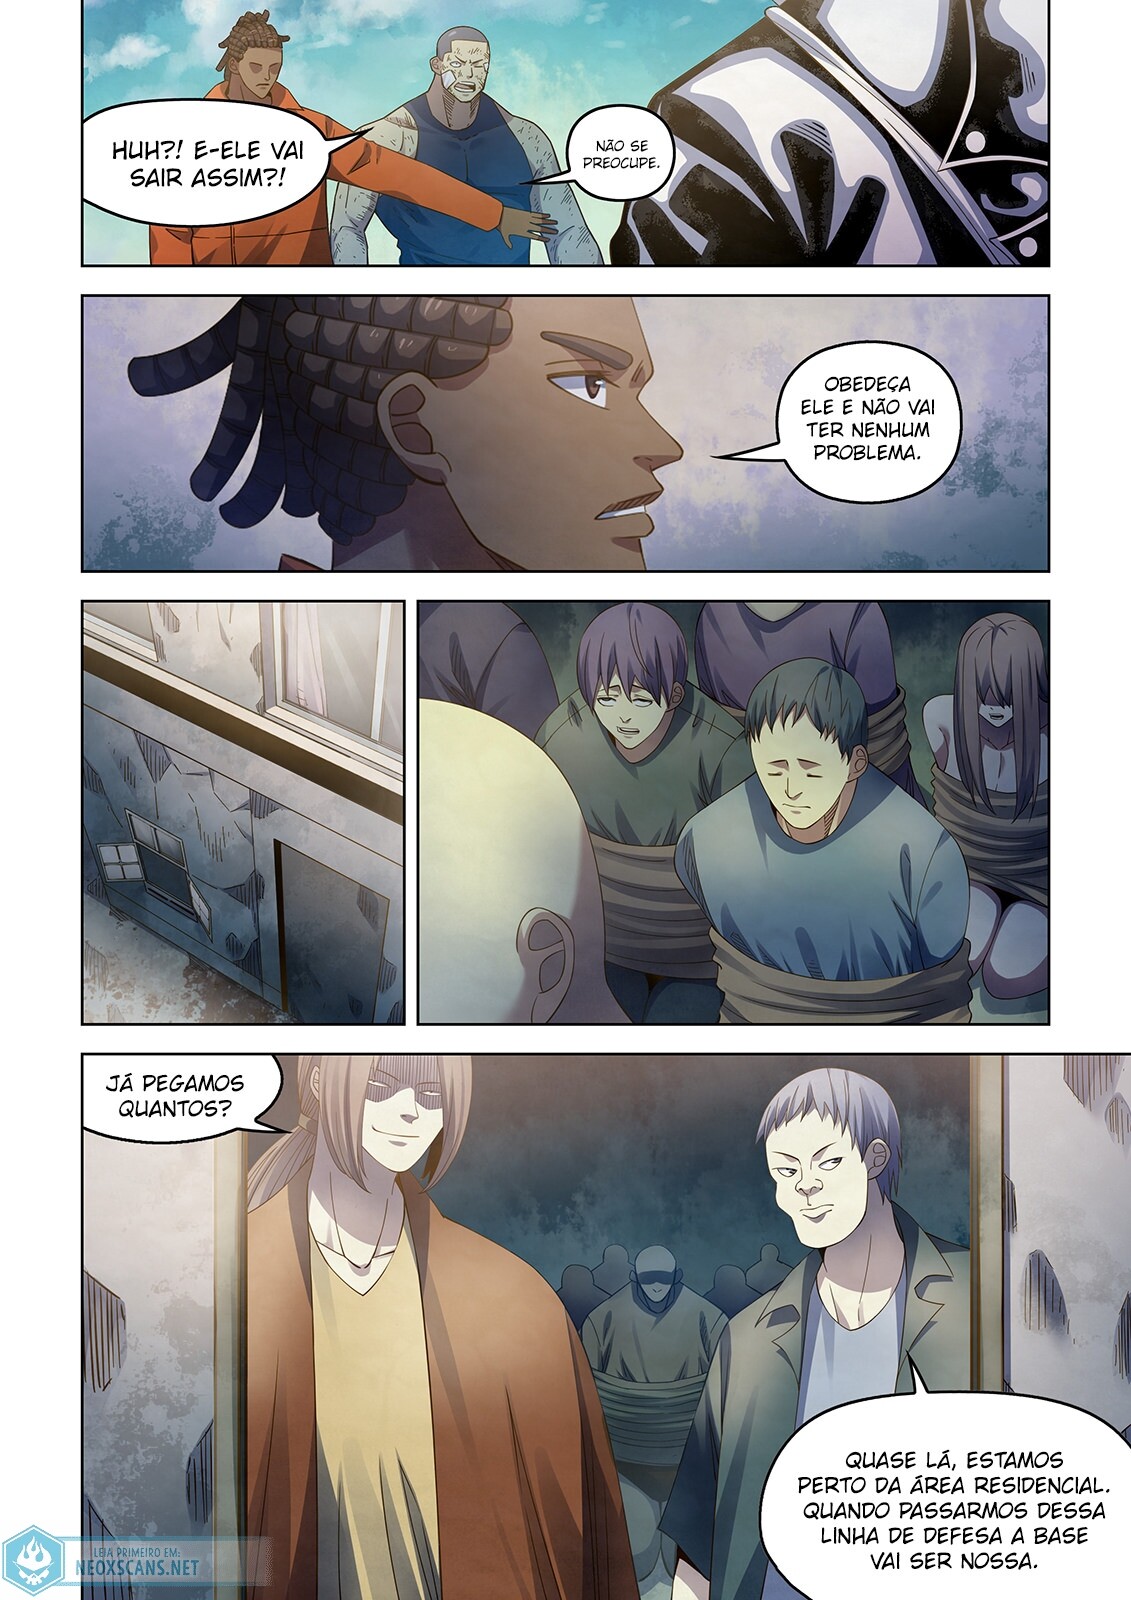 HUH?! E-ELE VAI
SAIR ASSIM?!
NÃO SE
PREOCUPE.
OBEDEÇA
ELE E NÃO VAI
TER NENHUM
PROBLEMA.
JÁ PEGAMOS
QUANTOS?
QUASE LÁ, ESTAMOS
PERTO DA ÁREA RESIDENCIAL.
QUANDO PASSARMOS DESSA
LINHA DE DEFESA A BASE
VAI SER NOSSA.
LEIA PRIMEIRO EM:
NEOXSCANS.NET